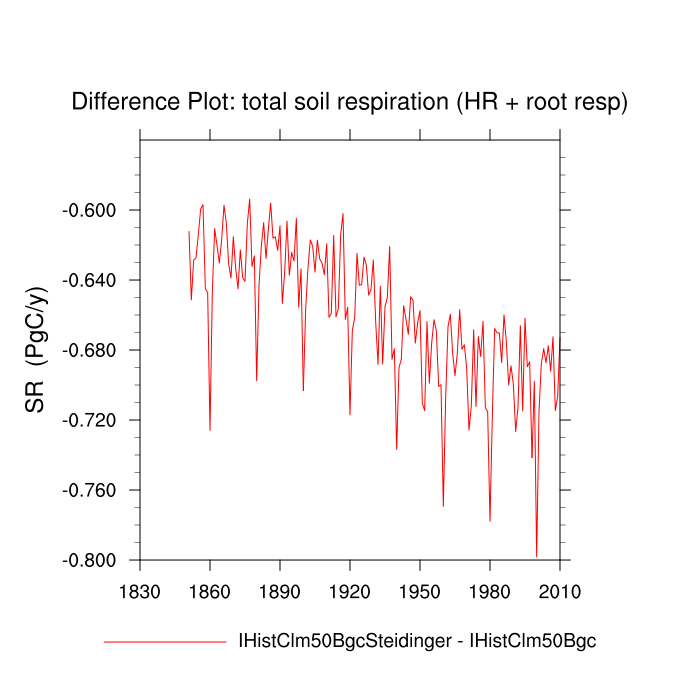 Difference Plot: total soil respiration (HR + root resp)
SR (PgC/y)
-0.600
-0.640
-0.680
-0.720
-0.760
-0.800
1830 1860 1890 1920 1950 1980 2010
IHistClm50BgcSteidinger - IHistClm50Bgc